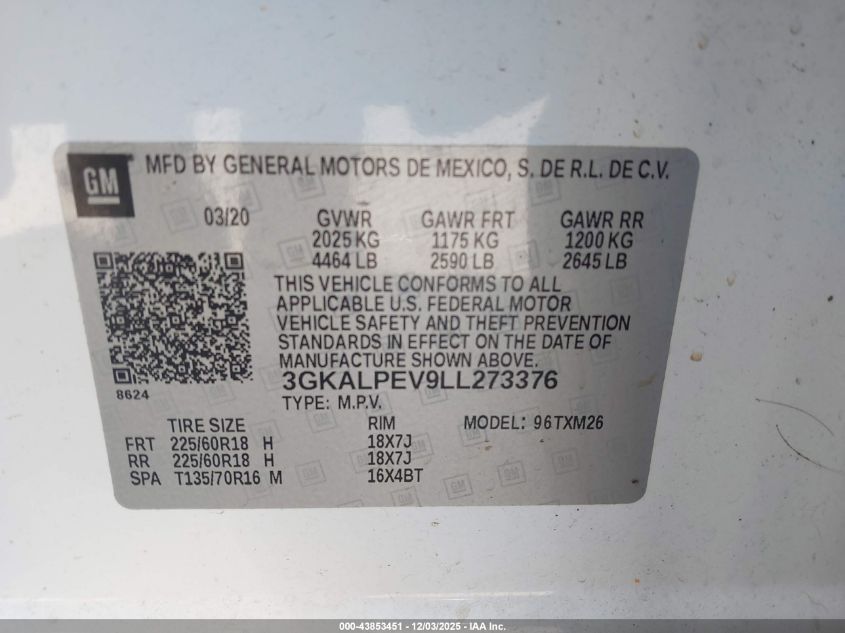 GM
MFD BY GENERAL MOTORS DE MEXICO, S. DE R.L. DE C.V.
03/20 GVWR GAWR FRT GAWR RR
2025 KG 1175 KG 1200 KG
4464 LB 2590 LB 2645 LB
THIS VEHICLE CONFORMS TO ALL
APPLICABLE U.S. FEDERAL MOTOR
VEHICLE SAFETY AND THEFT PREVENTION
STANDARDS IN EFFECT ON THE DATE OF
MANUFACTURE SHOWN ABOVE.
3GKALPEV9LL273376
8624
TYPE: M.P.V.
TIRE SIZE RIM MODEL: 96TXM26
FRT 225/60R18 H 18X7J
RR 225/60R18 H 18X7J
SPA T135/70R16 M 16X4BT
000-43853451 - 12/03/2025 - IAA Inc.